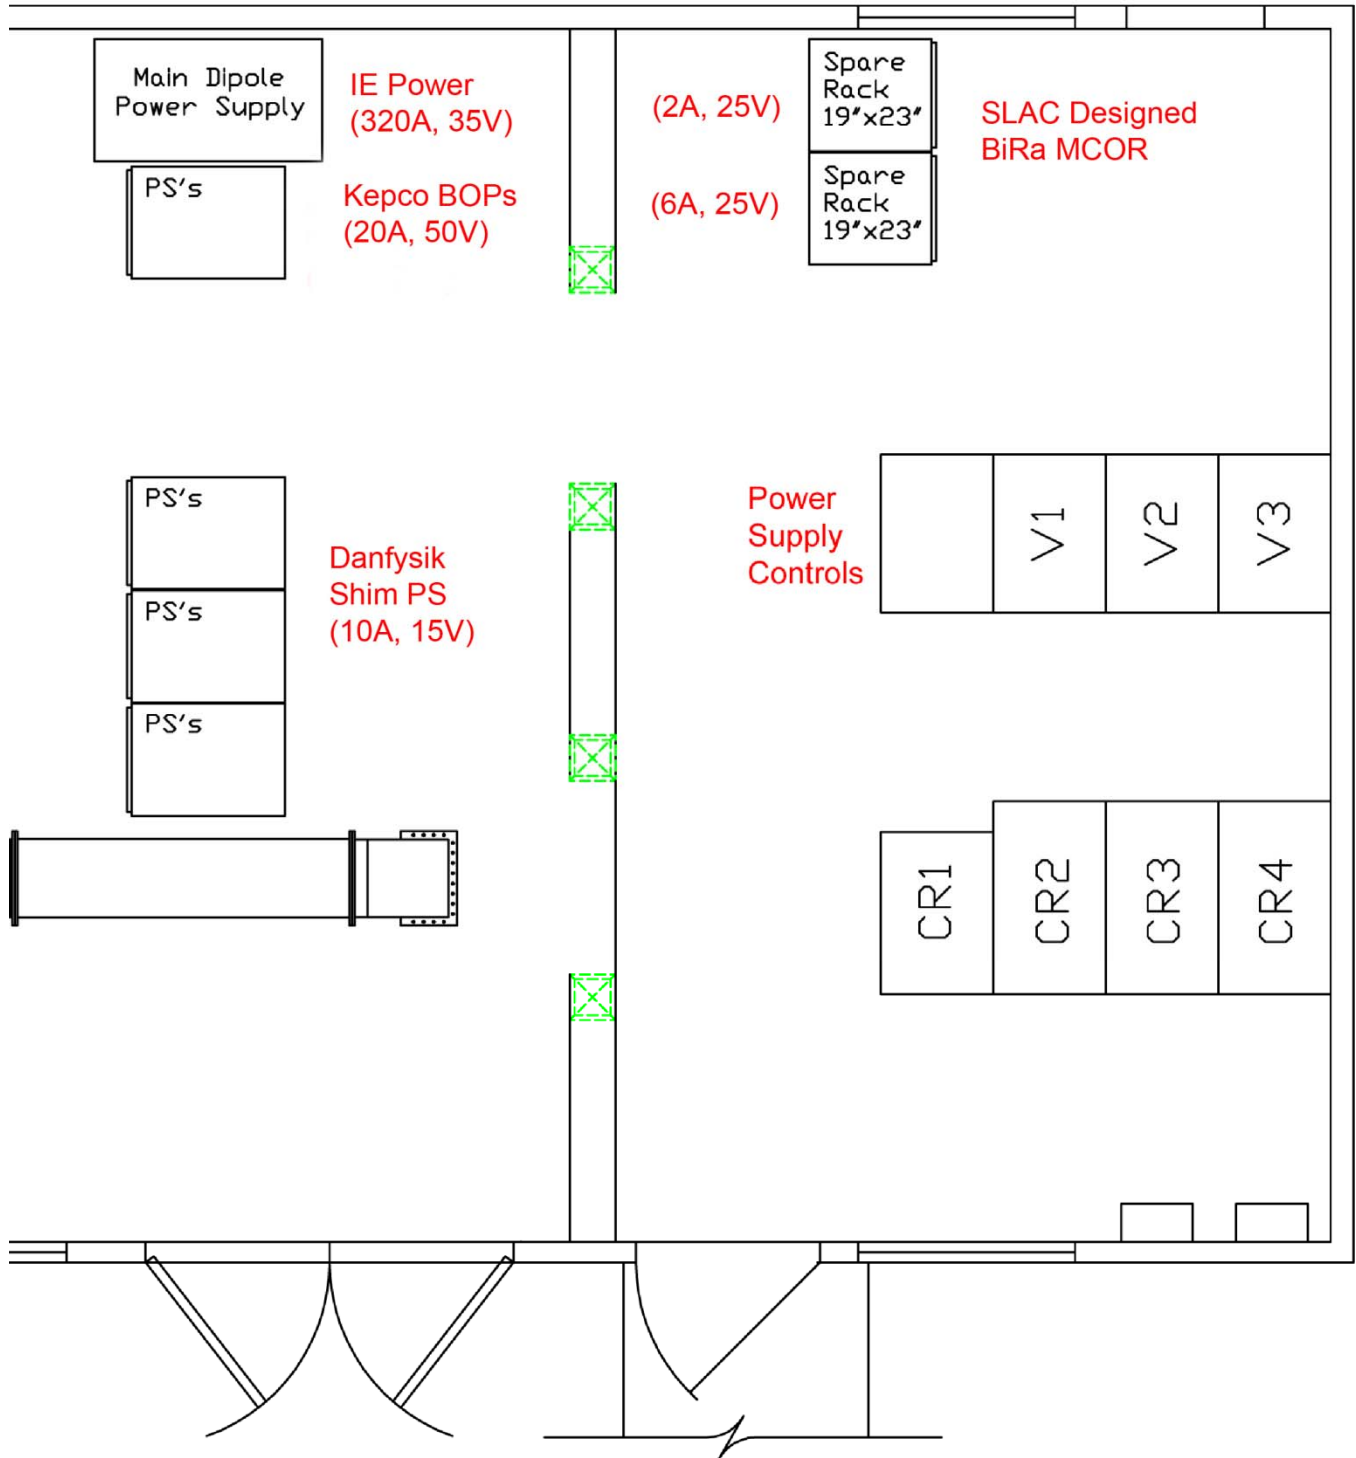 Main Dipole
Power Supply
IE Power
(320A, 35V)
PS's
Kepco BOPs
(20A, 50V)
(2A, 25V)
Spare
Rack
19"x23"
SLAC Designed
BiRa MCOR
(6A, 25V)
Spare
Rack
19"x23"
PS's
PS's
PS's
Danfysik
Shim PS
(10A, 15V)
Power
Supply
Controls
V1
V2
V3
CR1
CR2
CR3
CR4